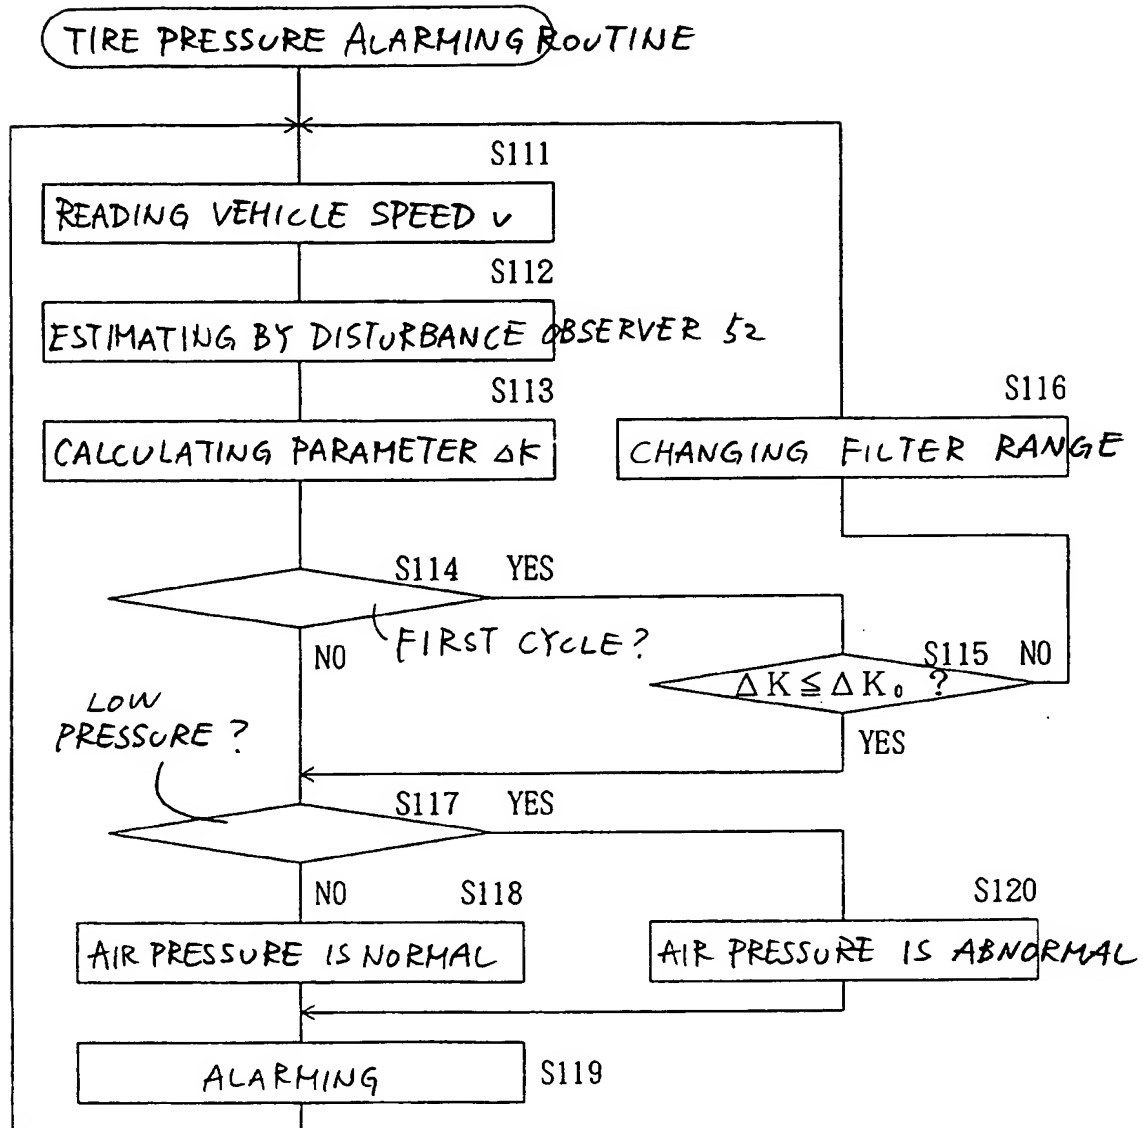 TIRE PRESSURE ALARMING ROUTINE
S111
READING VEHICLE SPEED v
S112
ESTIMATING BY DISTURBANCE OBSERVER 52
S113
CALCULATING PARAMETER ΔK
S116
CHANGING FILTER RANGE
S114 YES
FIRST CYCLE?
NO
S115 NO
ΔK≦ΔK₀ ?
YES
LOW
PRESSURE?
S117 YES
NO
S118
AIR PRESSURE IS NORMAL
S120
AIR PRESSURE IS ABNORMAL
ALARMING
S119